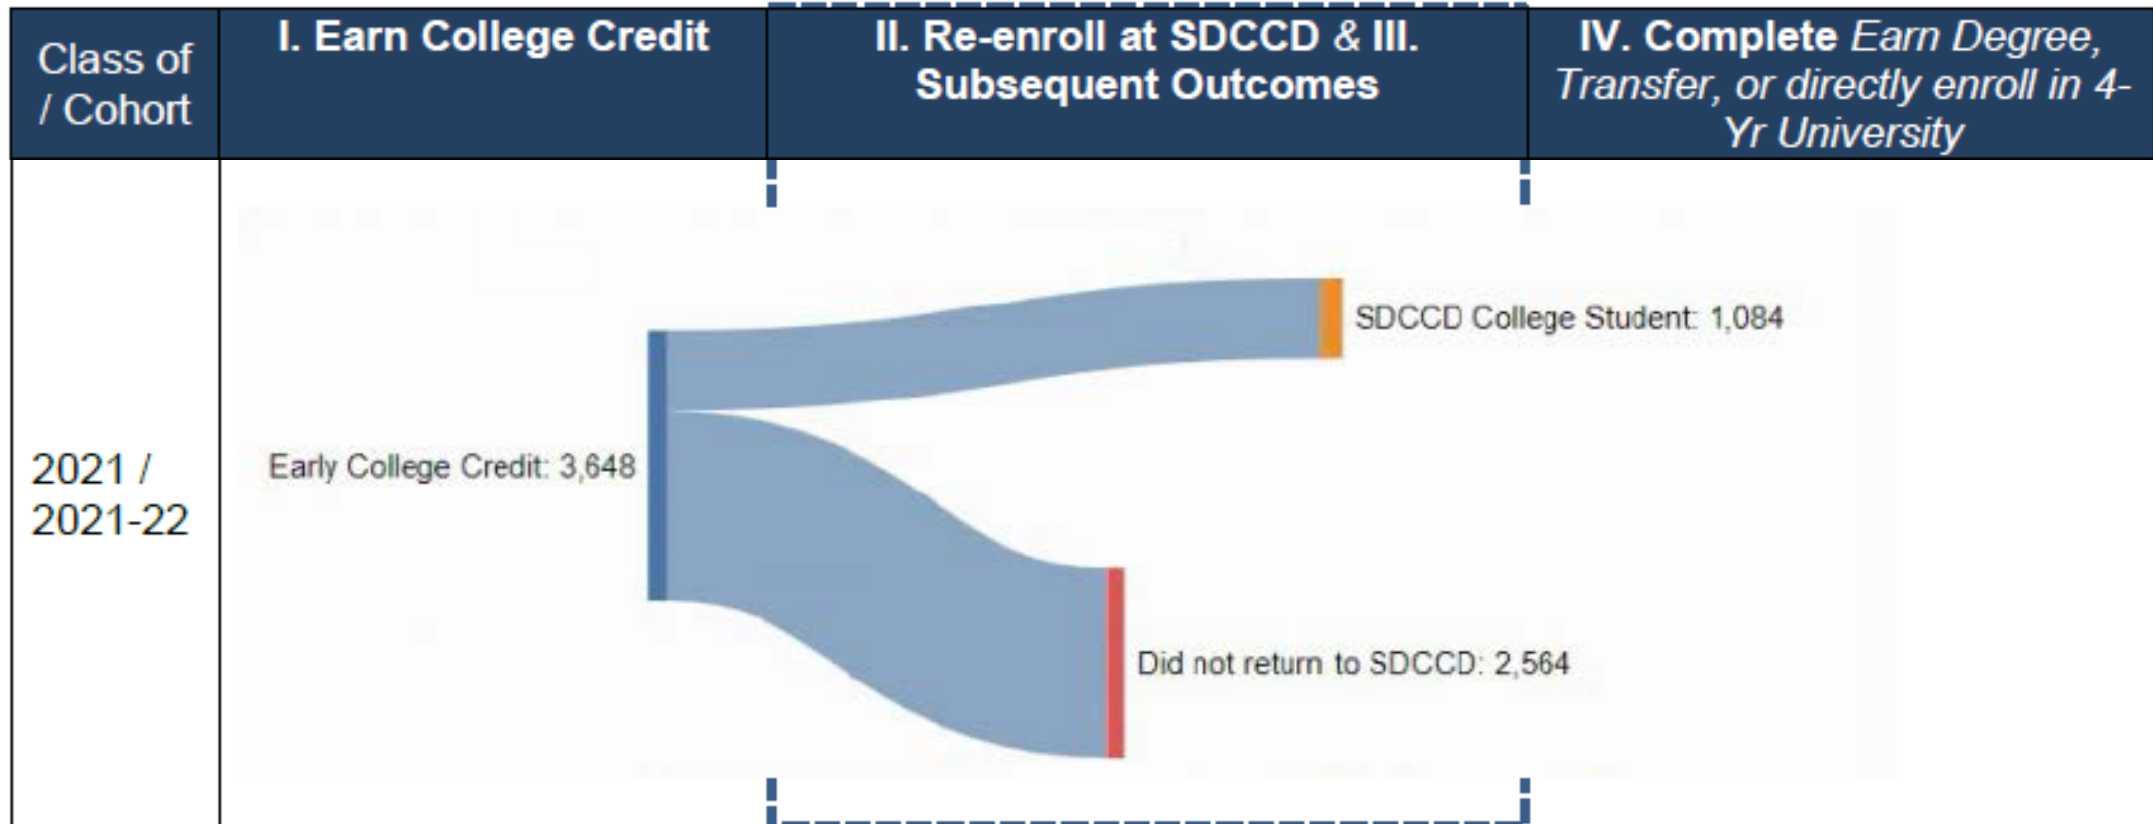 Class of
/ Cohort
I. Earn College Credit
II. Re-enroll at SDCCD & III.
Subsequent Outcomes
IV. Complete Earn Degree,
Transfer, or directly enroll in 4-
Yr University
2021 /
2021-22
Early College Credit: 3,648
SDCCD College Student: 1,084
Did not return to SDCCD: 2,564